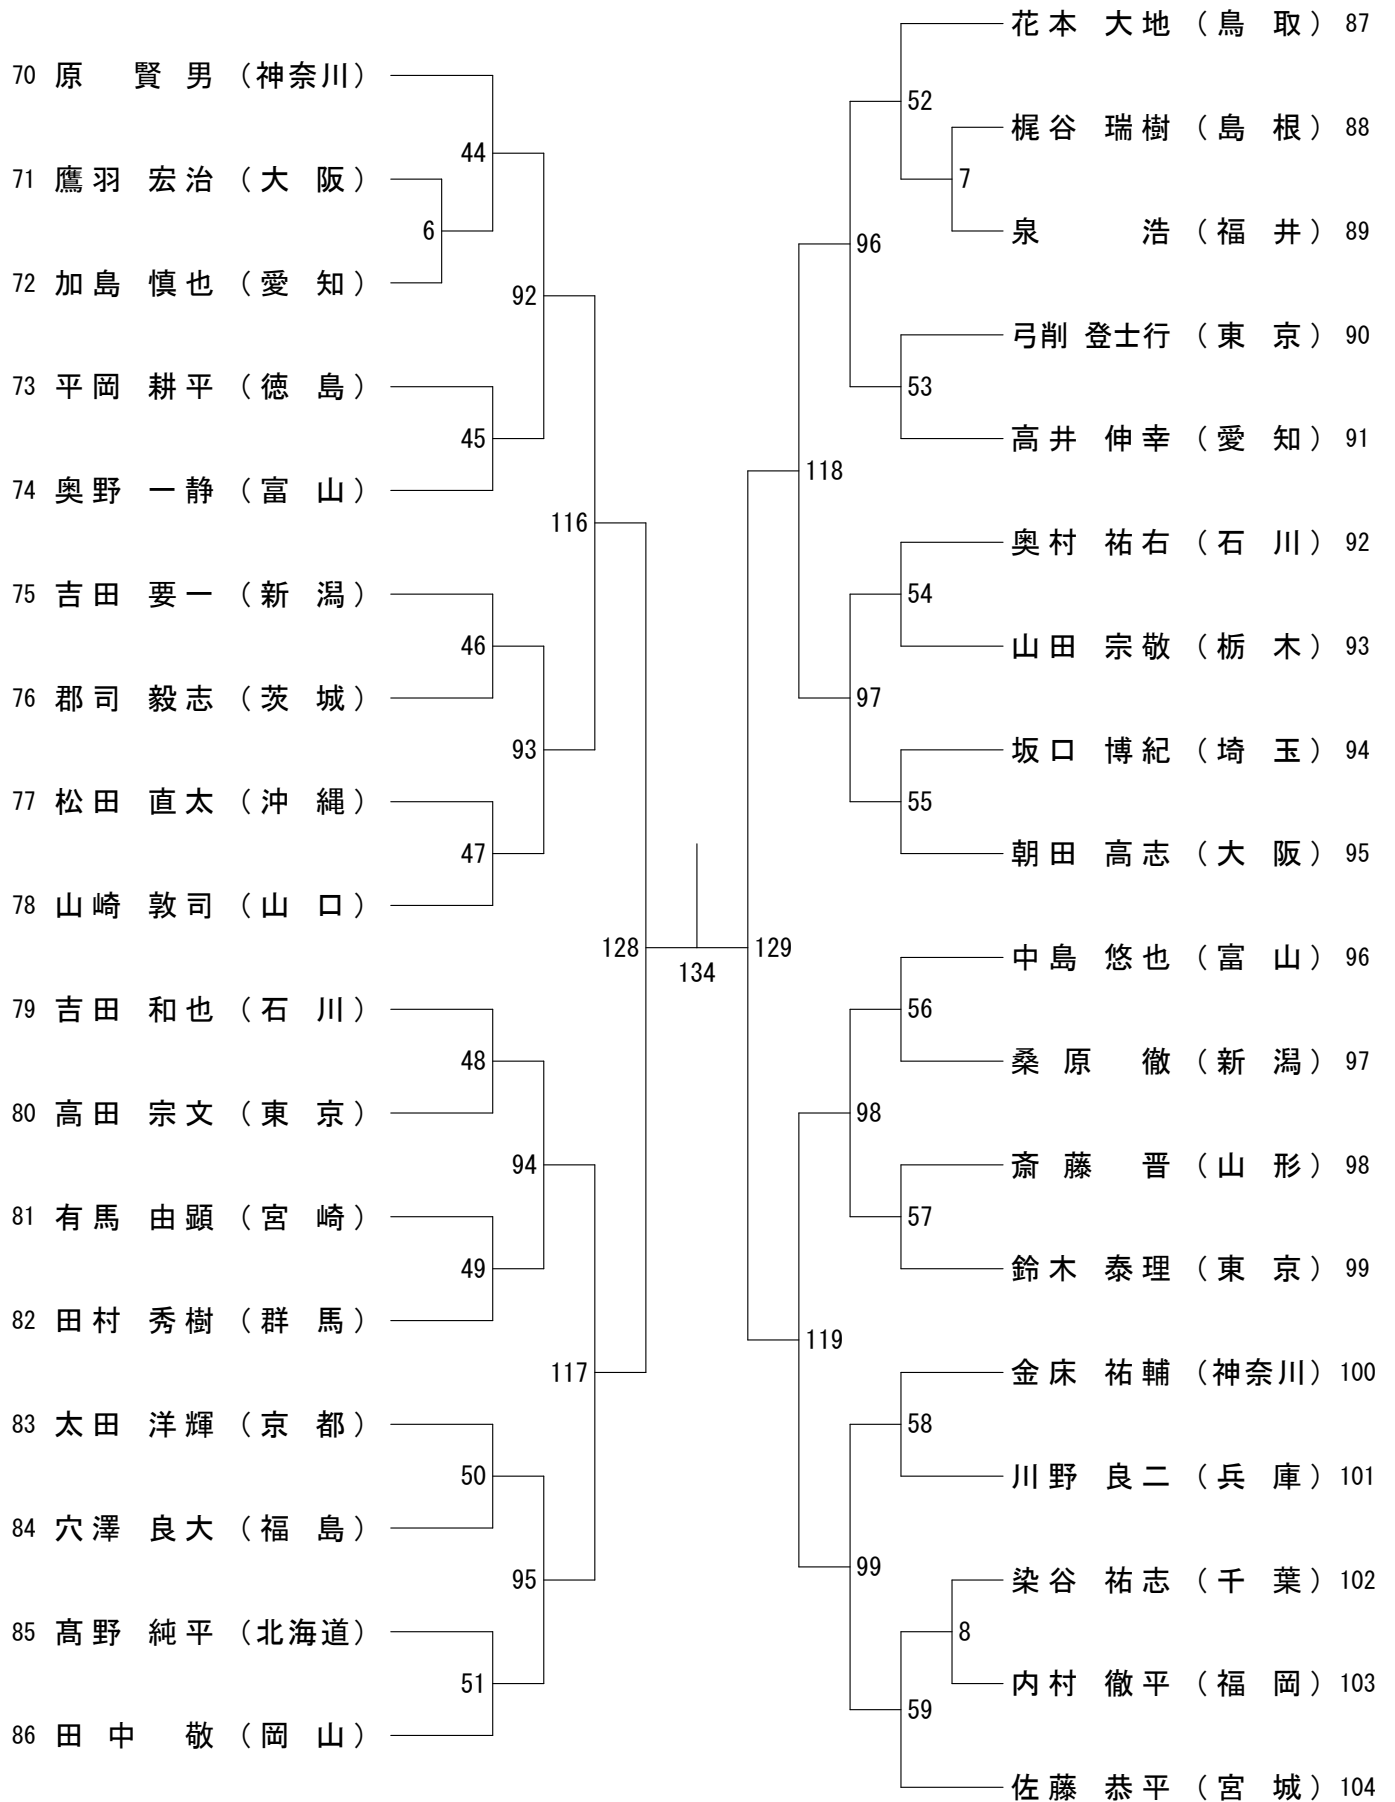 70 原 賢男 (神奈川)
71 鷹羽 宏治 (大阪)
72 加島 慎也 (愛知)
73 平岡 耕平 (徳島)
74 奥野 一静 (富山)
75 吉田 要一 (新潟)
76 郡司 毅志 (茨城)
77 松田 直太 (沖縄)
78 山崎 敦司 (山口)
79 吉田 和也 (石川)
80 高田 宗文 (東京)
81 有馬 由顕 (宮崎)
82 田村 秀樹 (群馬)
83 太田 洋輝 (京都)
84 穴澤 良大 (福島)
85 髙野 純平 (北海道)
86 田中 敬 (岡山)
44
6
92
45
116
46
93
47
128
48
94
49
117
50
95
51
134
52
7
96
53
118
54
97
55
129
56
98
57
119
58
99
8
59
花本 大地 (鳥取) 87
梶谷 瑞樹 (島根) 88
泉 浩 (福井) 89
弓削 登士行 (東京) 90
高井 伸幸 (愛知) 91
奥村 祐右 (石川) 92
山田 宗敬 (栃木) 93
坂口 博紀 (埼玉) 94
朝田 高志 (大阪) 95
中島 悠也 (富山) 96
桑原 徹 (新潟) 97
斎藤 晋 (山形) 98
鈴木 泰理 (東京) 99
金床 祐輔 (神奈川) 100
川野 良二 (兵庫) 101
染谷 祐志 (千葉) 102
内村 徹平 (福岡) 103
佐藤 恭平 (宮城) 104